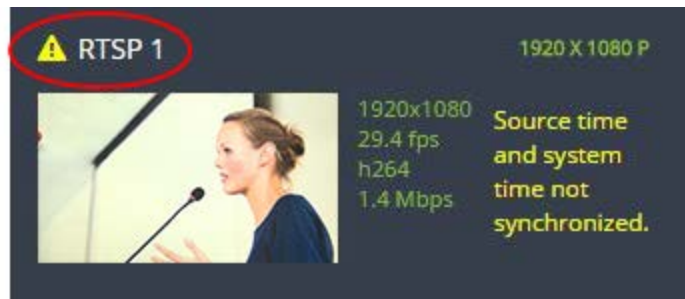 RTSP 1
1920 X 1080 P
1920x1080
29.4 fps
h264
1.4 Mbps
Source time
and system
time not
synchronized.